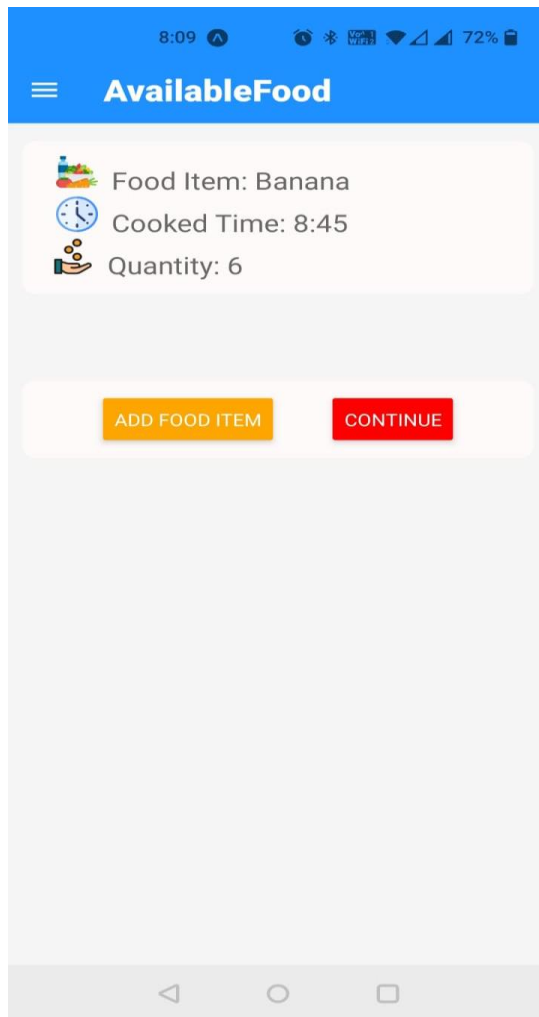 8:09 72%
AvailableFood
Food Item: Banana
Cooked Time: 8:45
Quantity: 6
ADD FOOD ITEM CONTINUE